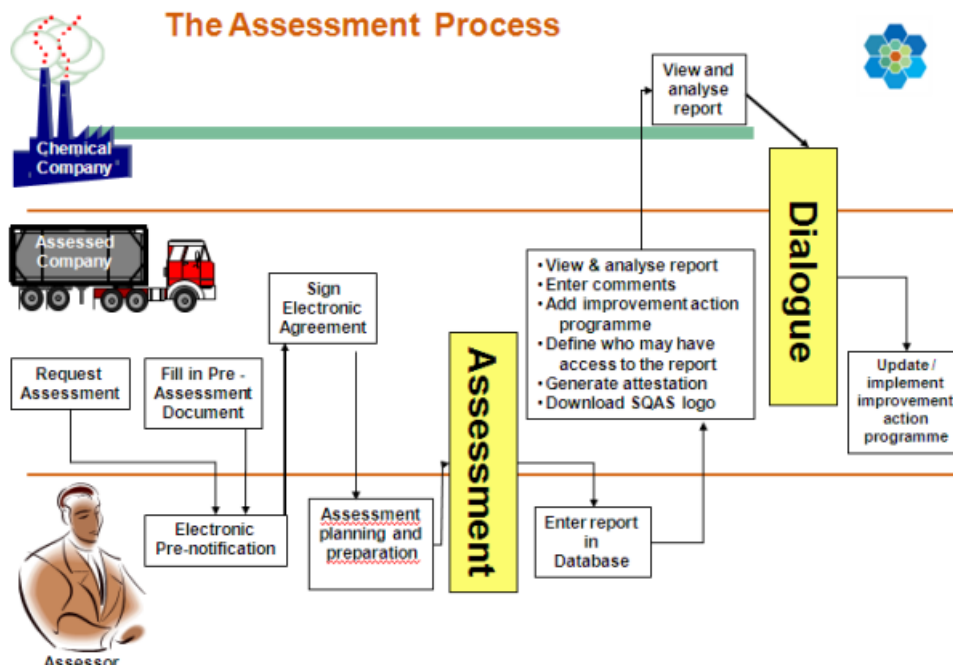 The Assessment Process
View and
analyse
report
Chemical
Company
Assessed
Company
Sign
Electronic
Agreement
• View & analyse report
• Enter comments
• Add improvement action
programme
• Define who may have
access to the report
• Generate attestation
• Download SQAS logo
Dialogue
Request
Assessment
Fill in Pre -
Assessment
Document
Assessment
Update /
implement
improvement
action
programme
Electronic
Pre-notification
Assessment
planning and
preparation
Enter report
in
Database
Assessor